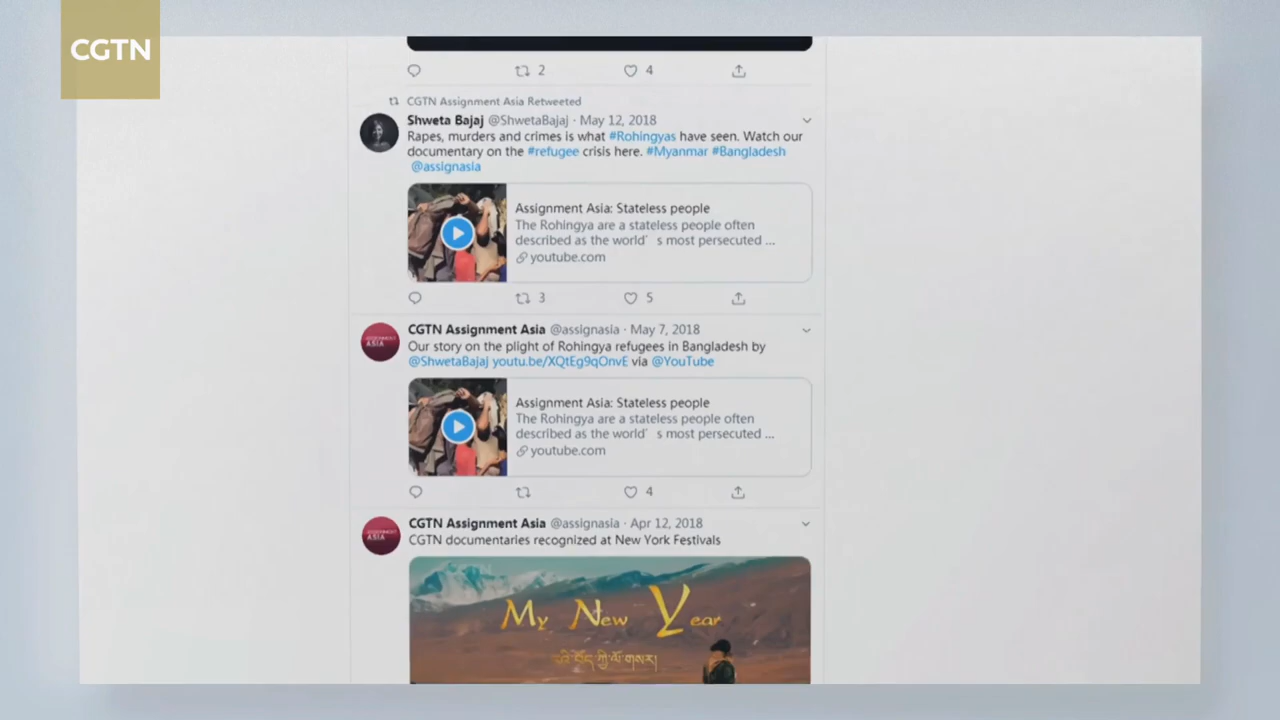 CGTN
2
4
CGTN Assignment Asia Retweeted
Shweta Bajaj @ShwetaBajaj · May 12, 2018
Rapes, murders and crimes is what #Rohingyas have seen. Watch our
documentary on the #refugee crisis here. #Myanmar #Bangladesh
@assignasia
Assignment Asia: Stateless people
The Rohingya are a stateless people often
described as the world's most persecuted ...
youtube.com
3
5
CGTN Assignment Asia @assignasia · May 7, 2018
Our story on the plight of Rohingya refugees in Bangladesh by
@ShwetaBajaj youtu.be/XQtEg9qOnvE via @YouTube
ASSIGNMENT
ASIA
Assignment Asia: Stateless people
The Rohingya are a stateless people often
described as the world's most persecuted ...
youtube.com
4
CGTN Assignment Asia @assignasia · Apr 12, 2018
CGTN documentaries recognized at New York Festivals
ASSIGNMENT
ASIA
My New Year